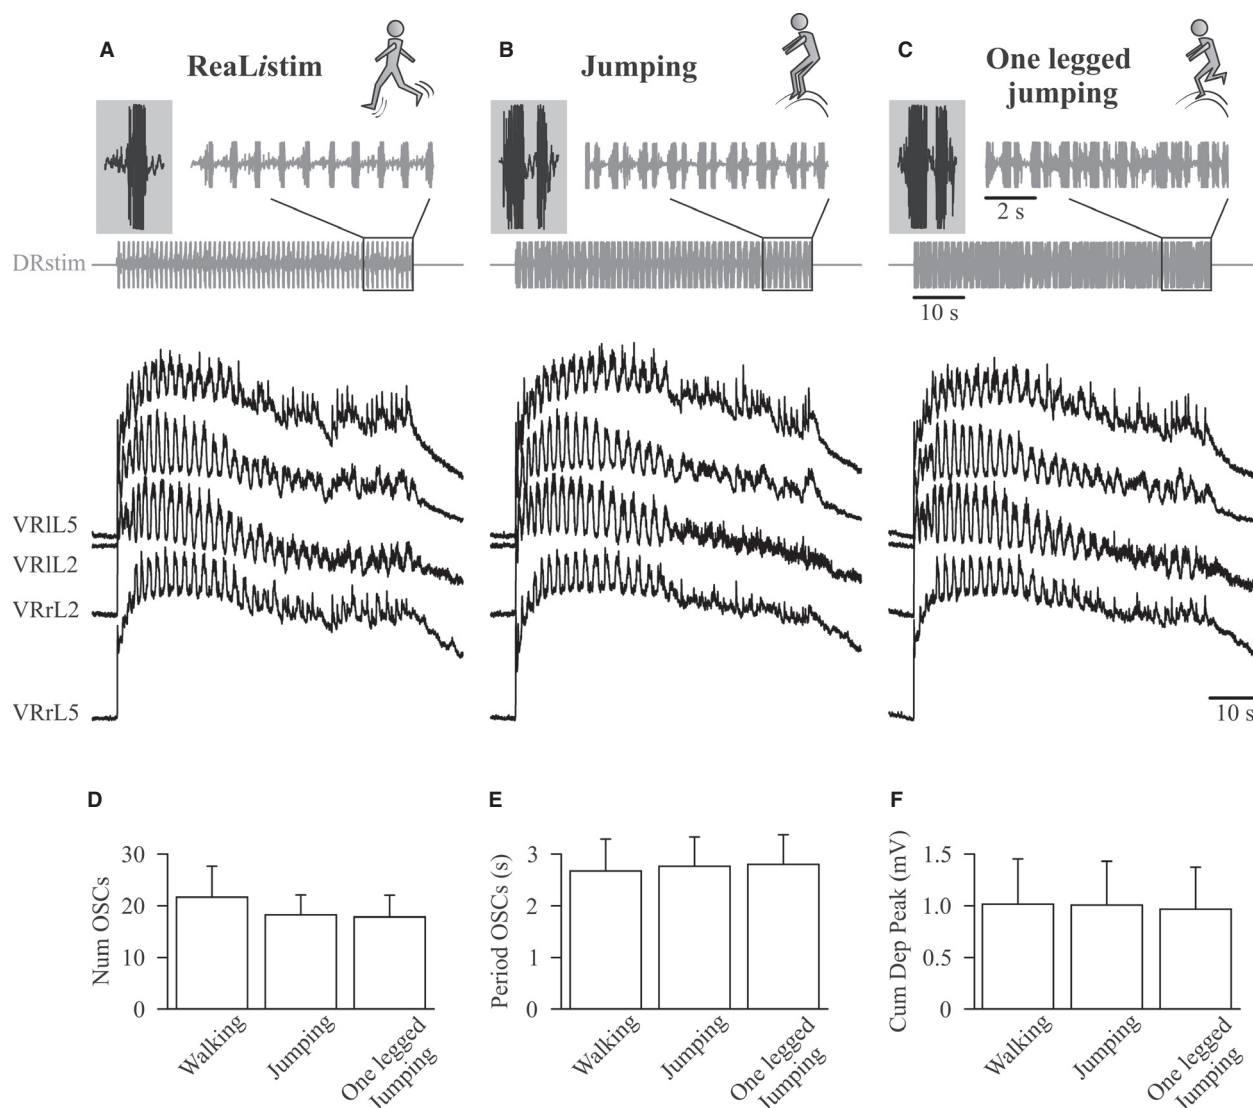 A
ReaListim
B
Jumping
C
One legged
jumping
2 s
DRstim
10 s
VRlL5
VRlL2
VRrL2
VRrL5
10 s
D
Num OSCs
30
20
10
0
Walking
Jumping
One legged
Jumping
E
Period OSCs (s)
3
2
1
0
Walking
Jumping
One legged
Jumping
F
Cum Dep Peak (mV)
1.5
1.0
0.5
0
Walking
Jumping
One legged
Jumping